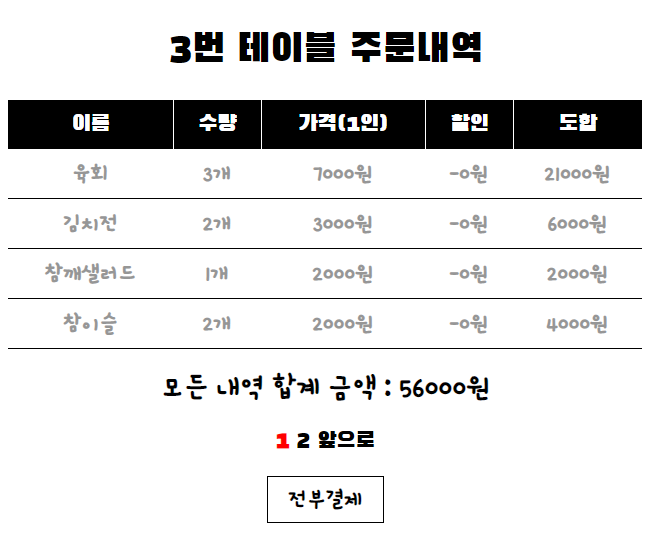 3번 테이블 주문내역
이름 수량 가격(1인) 할인 도합
육회 3개 7000원 -0원 21000원
김치전 2개 3000원 -0원 6000원
참깨샐러드 1개 2000원 -0원 2000원
참이슬 2개 2000원 -0원 4000원
모든 내역 합계 금액 : 56000원
1 2 앞으로
전부결제